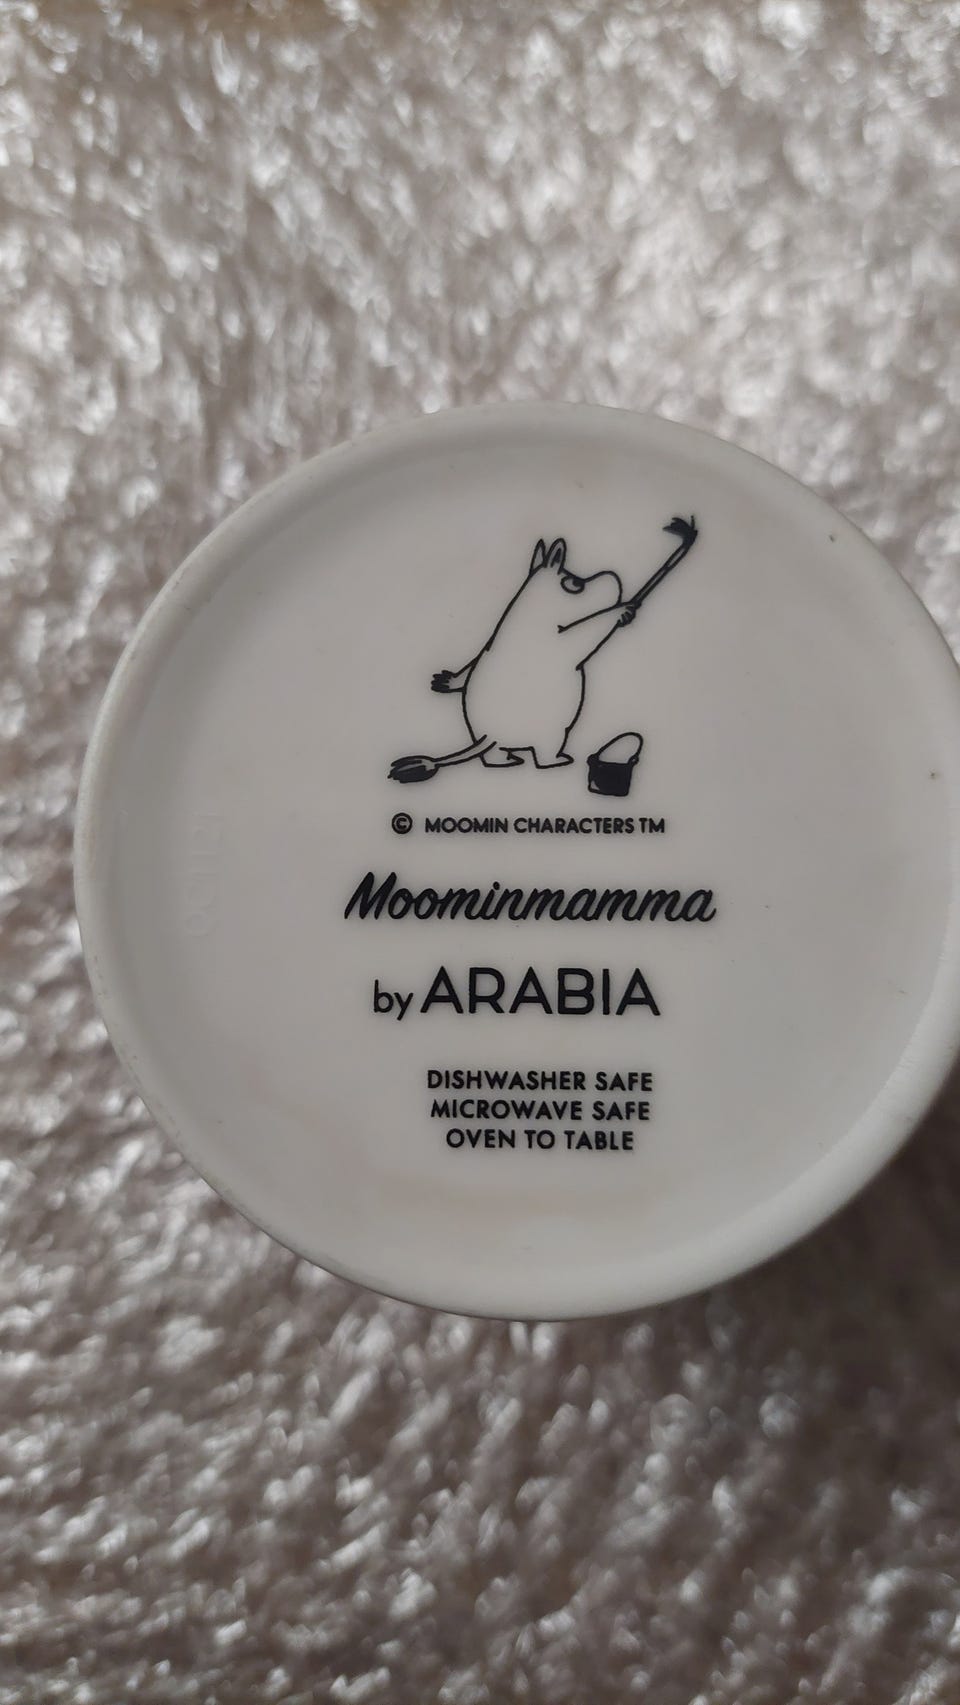 © MOOMIN CHARACTERS TM
Moominmamma
by ARABIA
DISHWASHER SAFE
MICROWAVE SAFE
OVEN TO TABLE